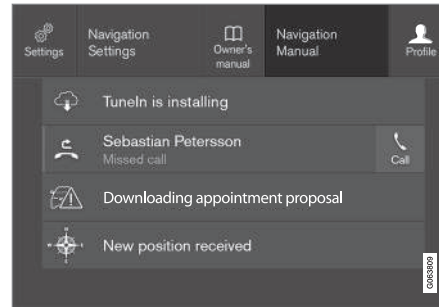 Settings
Navigation
Settings
Owner's
manual
Navigation
Manual
Profile
TuneIn is installing
Sebastian Petersson
Missed call
Call
Downloading appointment proposal
New position received
G063809